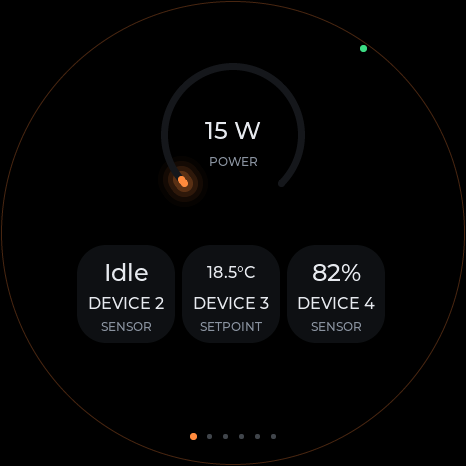 15 W
POWER
Idle
DEVICE 2
SENSOR
18.5°C
DEVICE 3
SETPOINT
82%
DEVICE 4
SENSOR